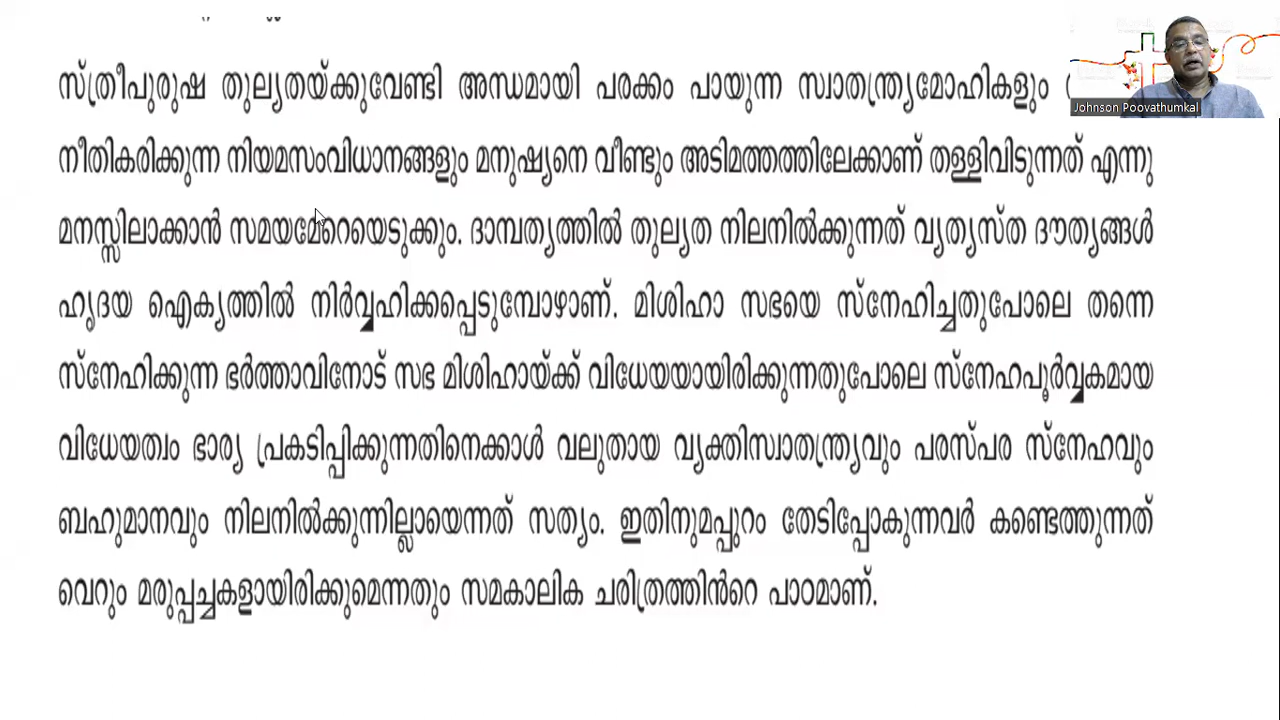 Johnson Poovathumkal
സ്ത്രീപുരുഷ തുല്യതയ്ക്കുവേണ്ടി അന്ധമായി പരക്കം പായുന്ന സ്വാതന്ത്ര്യമോഹികളും
നീതികരിക്കുന്ന നിയമസംവിധാനങ്ങളും മനുഷ്യനെ വീണ്ടും അടിമത്തത്തിലേക്കാണ് തള്ളിവിടുന്നത് എന്നു
മനസ്സിലാക്കാൻ സമയമേറെയെടുക്കും. ദാമ്പത്യത്തിൽ തുല്യത നിലനിൽക്കുന്നത് വ്യത്യസ്ത ദൗത്യങ്ങൾ
ഹൃദയ ഐക്യത്തിൽ നിർവ്വഹിക്കപ്പെടുമ്പോഴാണ്. മിശിഹാ സഭയെ സ്നേഹിച്ചതുപോലെ തന്നെ
സ്നേഹിക്കുന്ന ഭർത്താവിനോട് സഭ മിശിഹായ്ക്ക് വിധേയയായിരിക്കുന്നതുപോലെ സ്നേഹപൂർവ്വകമായ
വിധേയത്വം ഭാര്യ പ്രകടിപ്പിക്കുന്നതിനെക്കാൾ വലുതായ വ്യക്തിസ്വാതന്ത്ര്യവും പരസ്പര സ്നേഹവും
ബഹുമാനവും നിലനിൽക്കുന്നില്ലായെന്നത് സത്യം. ഇതിനുമപ്പുറം തേടിപ്പോകുന്നവർ കണ്ടെത്തുന്നത്
വെറും മരുപ്പച്ചകളായിരിക്കുമെന്നതും സമകാലിക ചരിത്രത്തിൻറെ പാഠമാണ്.